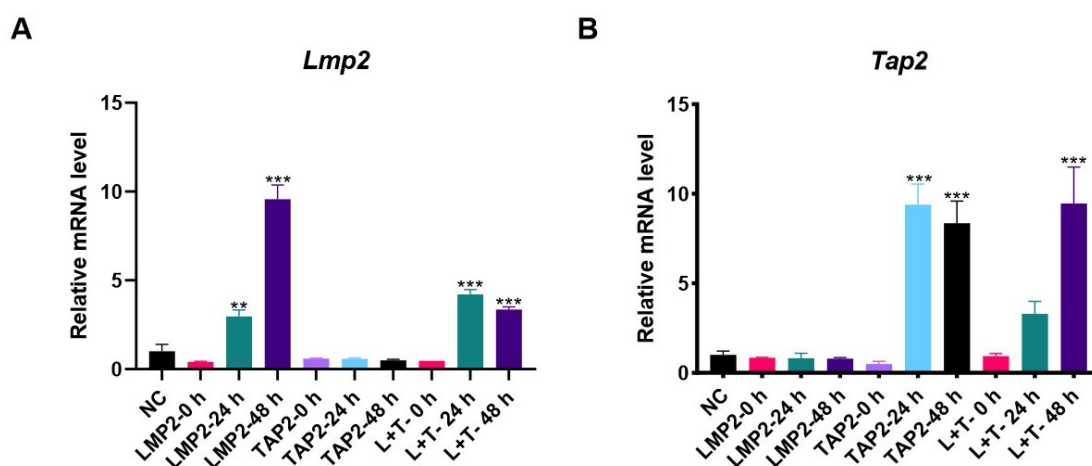 A
Lmp2
Relative mRNA level
15
10
5
0
**
***
***
***
NC
LMP2-0 h
LMP2-24 h
LMP2-48 h
TAP2-0 h
TAP2-24 h
TAP2-48 h
L+T- 0 h
L+T- 24 h
L+T- 48 h
B
Tap2
Relative mRNA level
15
10
5
0
***
***
***
NC
LMP2-0 h
LMP2-24 h
LMP2-48 h
TAP2-0 h
TAP2-24 h
TAP2-48 h
L+T- 0 h
L+T- 24 h
L+T- 48 h